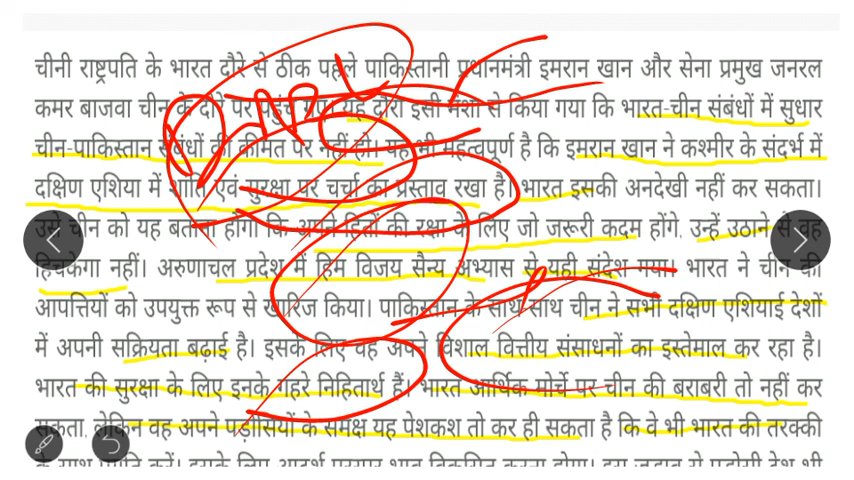 चीनी राष्ट्रपति के भारत दौरे से ठीक पहले पाकिस्तानी प्रधानमंत्री इमरान खान और सेना प्रमुख जनरल
कमर बाजवा चीन के दौरे पर पहुंच गए। यह दौरा इसी मंशा से किया गया कि भारत-चीन संबंधों में सुधार
चीन-पाकिस्तान संबंधों की कीमत पर नहीं हो। यह भी महत्वपूर्ण है कि इमरान खान ने कश्मीर के संदर्भ में
दक्षिण एशिया में शांति एवं सुरक्षा पर चर्चा का प्रस्ताव रखा है। भारत इसकी अनदेखी नहीं कर सकता।
उसे चीन को यह बताना होगा कि अपने हितों की रक्षा के लिए जो जरूरी कदम होंगे. उन्हें उठाने से वह
हिचकेगा नहीं। अरुणाचल प्रदेश में हिम विजय सैन्य अभ्यास से यही संदेश गया। भारत ने चीन की
आपत्तियों को उपयुक्त रूप से खारिज किया। पाकिस्तान के साथ साथ चीन ने सभी दक्षिण एशियाई देशों
में अपनी सक्रियता बढ़ाई है। इसके लिए वह अपने विशाल वित्तीय संसाधनों का इस्तेमाल कर रहा है।
भारत की सुरक्षा के लिए इनके गहरे निहितार्थ हैं। भारत आर्थिक मोर्चे पर चीन की बराबरी तो नहीं कर
सकता. लेकिन वह अपने पड़ोसियों के समक्ष यह पेशकश तो कर ही सकता है कि वे भी भारत की तरक्की